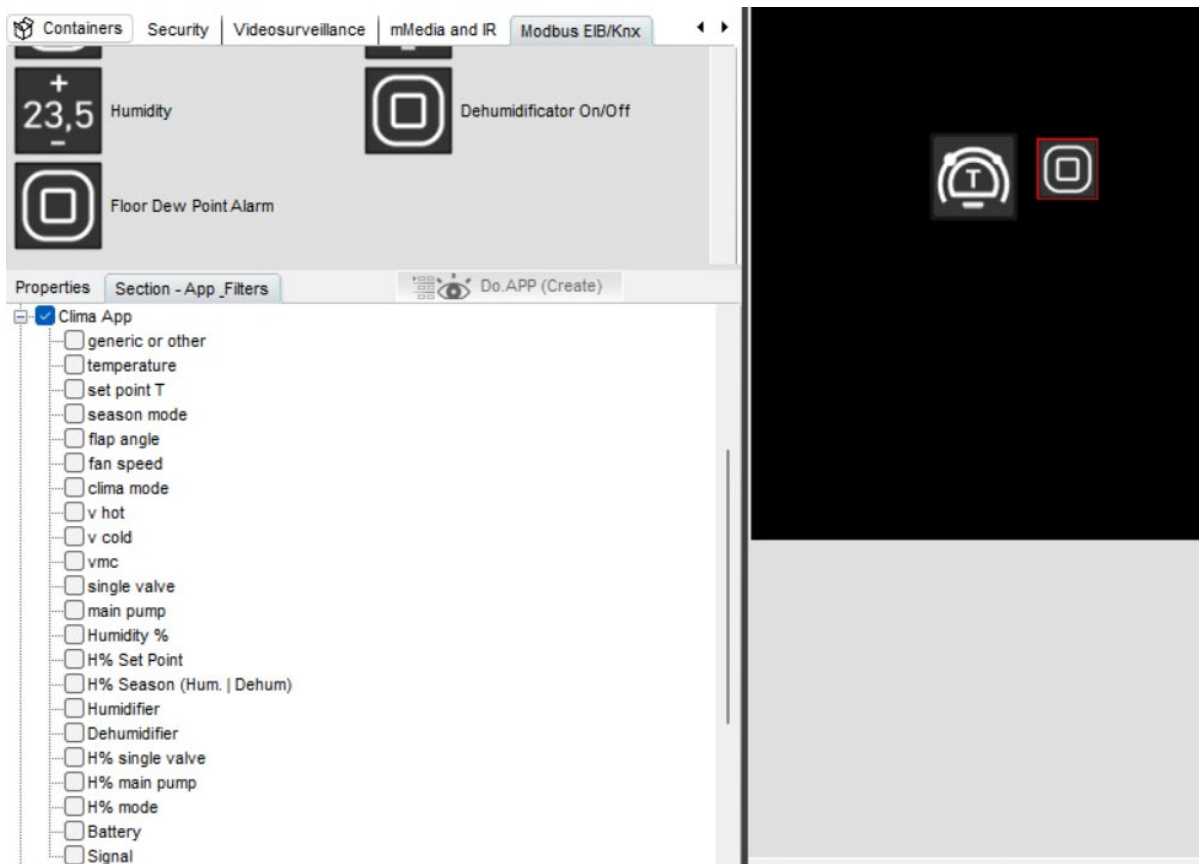 Containers Security Videosurveillance mMedia and IR Modbus EIB/Knx
+
23,5
-
Humidity
Dehumidificator On/Off
Floor Dew Point Alarm
Properties Section - App_Filters Do.APP (Create)
Clima App
generic or other
temperature
set point T
season mode
flap angle
fan speed
clima mode
v hot
v cold
vmc
single valve
main pump
Humidity %
H% Set Point
H% Season (Hum. | Dehum)
Humidifier
Dehumidifier
H% single valve
H% main pump
H% mode
Battery
Signal
T